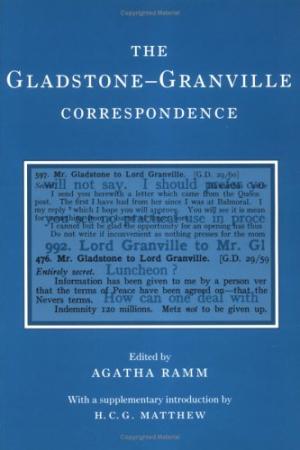 THE
GLADSTONE–GRANVILLE
CORRESPONDENCE
597. Mr. Gladstone to Lord Granville. [G.D. 29/60]
will not say. I should
I send you herewith a letter which came from the Queen
post. The first I have had from her since I was at Balmoral. I
my reply which I hope you will approve. You will see it is mean
you see no practical use in proce
I cannot but be glad the opportunity for an opening has thus
Do not write if inconvenient as nothing presses for the moment
992. Lord Granville to Mr. Gl
476. Mr. Gladstone to Lord Granville. [G.D. 29/59
Entirely secret. Luncheon?
Information has been given to me by a person ver
that the terms of Peace have been agreed on—that the
Nevers terms. How can one deal with
Indemnity 120 millions. Metz not to be given up.
Edited by
AGATHA RAMM
With a supplementary introduction by
H. C. G. MATTHEW